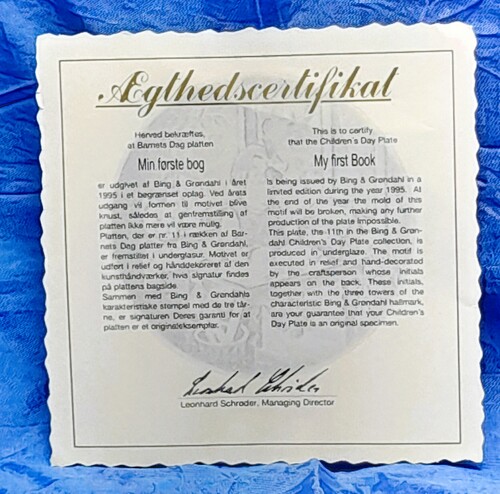 Ægthedscertifikat
Herved bekræftes,
at Barnets Dag platten
Min første bog
er udgivet af Bing & Grøndahl i året
1995 i et begrænset oplag. Ved årets
udgang vil formen til motivet blive
knust, således at genfremstilling af
platten ikke mere vil være mulig.
Platten, der er nr. 11 i rækken af Bar-
nets Dag platter fra Bing & Grøndahl,
er fremstillet i underglasur. Motivet er
udført i relief og hånddekoreret af den
kunsthåndværker, hvis signatur findes
på plattens bagside.
Sammen med Bing & Grøndahls
karakteristiske stempel med de tre tår-
ne, er signaturen Deres garanti for at
platten er et originaleksemplar.
This is to certify
that the Children's Day Plate
My first Book
is being issued by Bing & Grøndahl in a
limited edition during the year 1995. At
the end of the year the mold of this
motif will be broken, making any further
production of the plate impossible.
This plate, the 11th in the Bing & Grøn-
dahl Children's Day Plate collection, is
produced in underglaze. The motif is
executed in relief and hand-decorated
by the craftsperson whose initials
appears on the back. These initials,
together with the three towers of the
characteristic Bing & Grøndahl hallmark,
are your guarantee that your Children's
Day Plate is an original specimen.
Leonhard Schrøder
Leonhard Schrøder, Managing Director